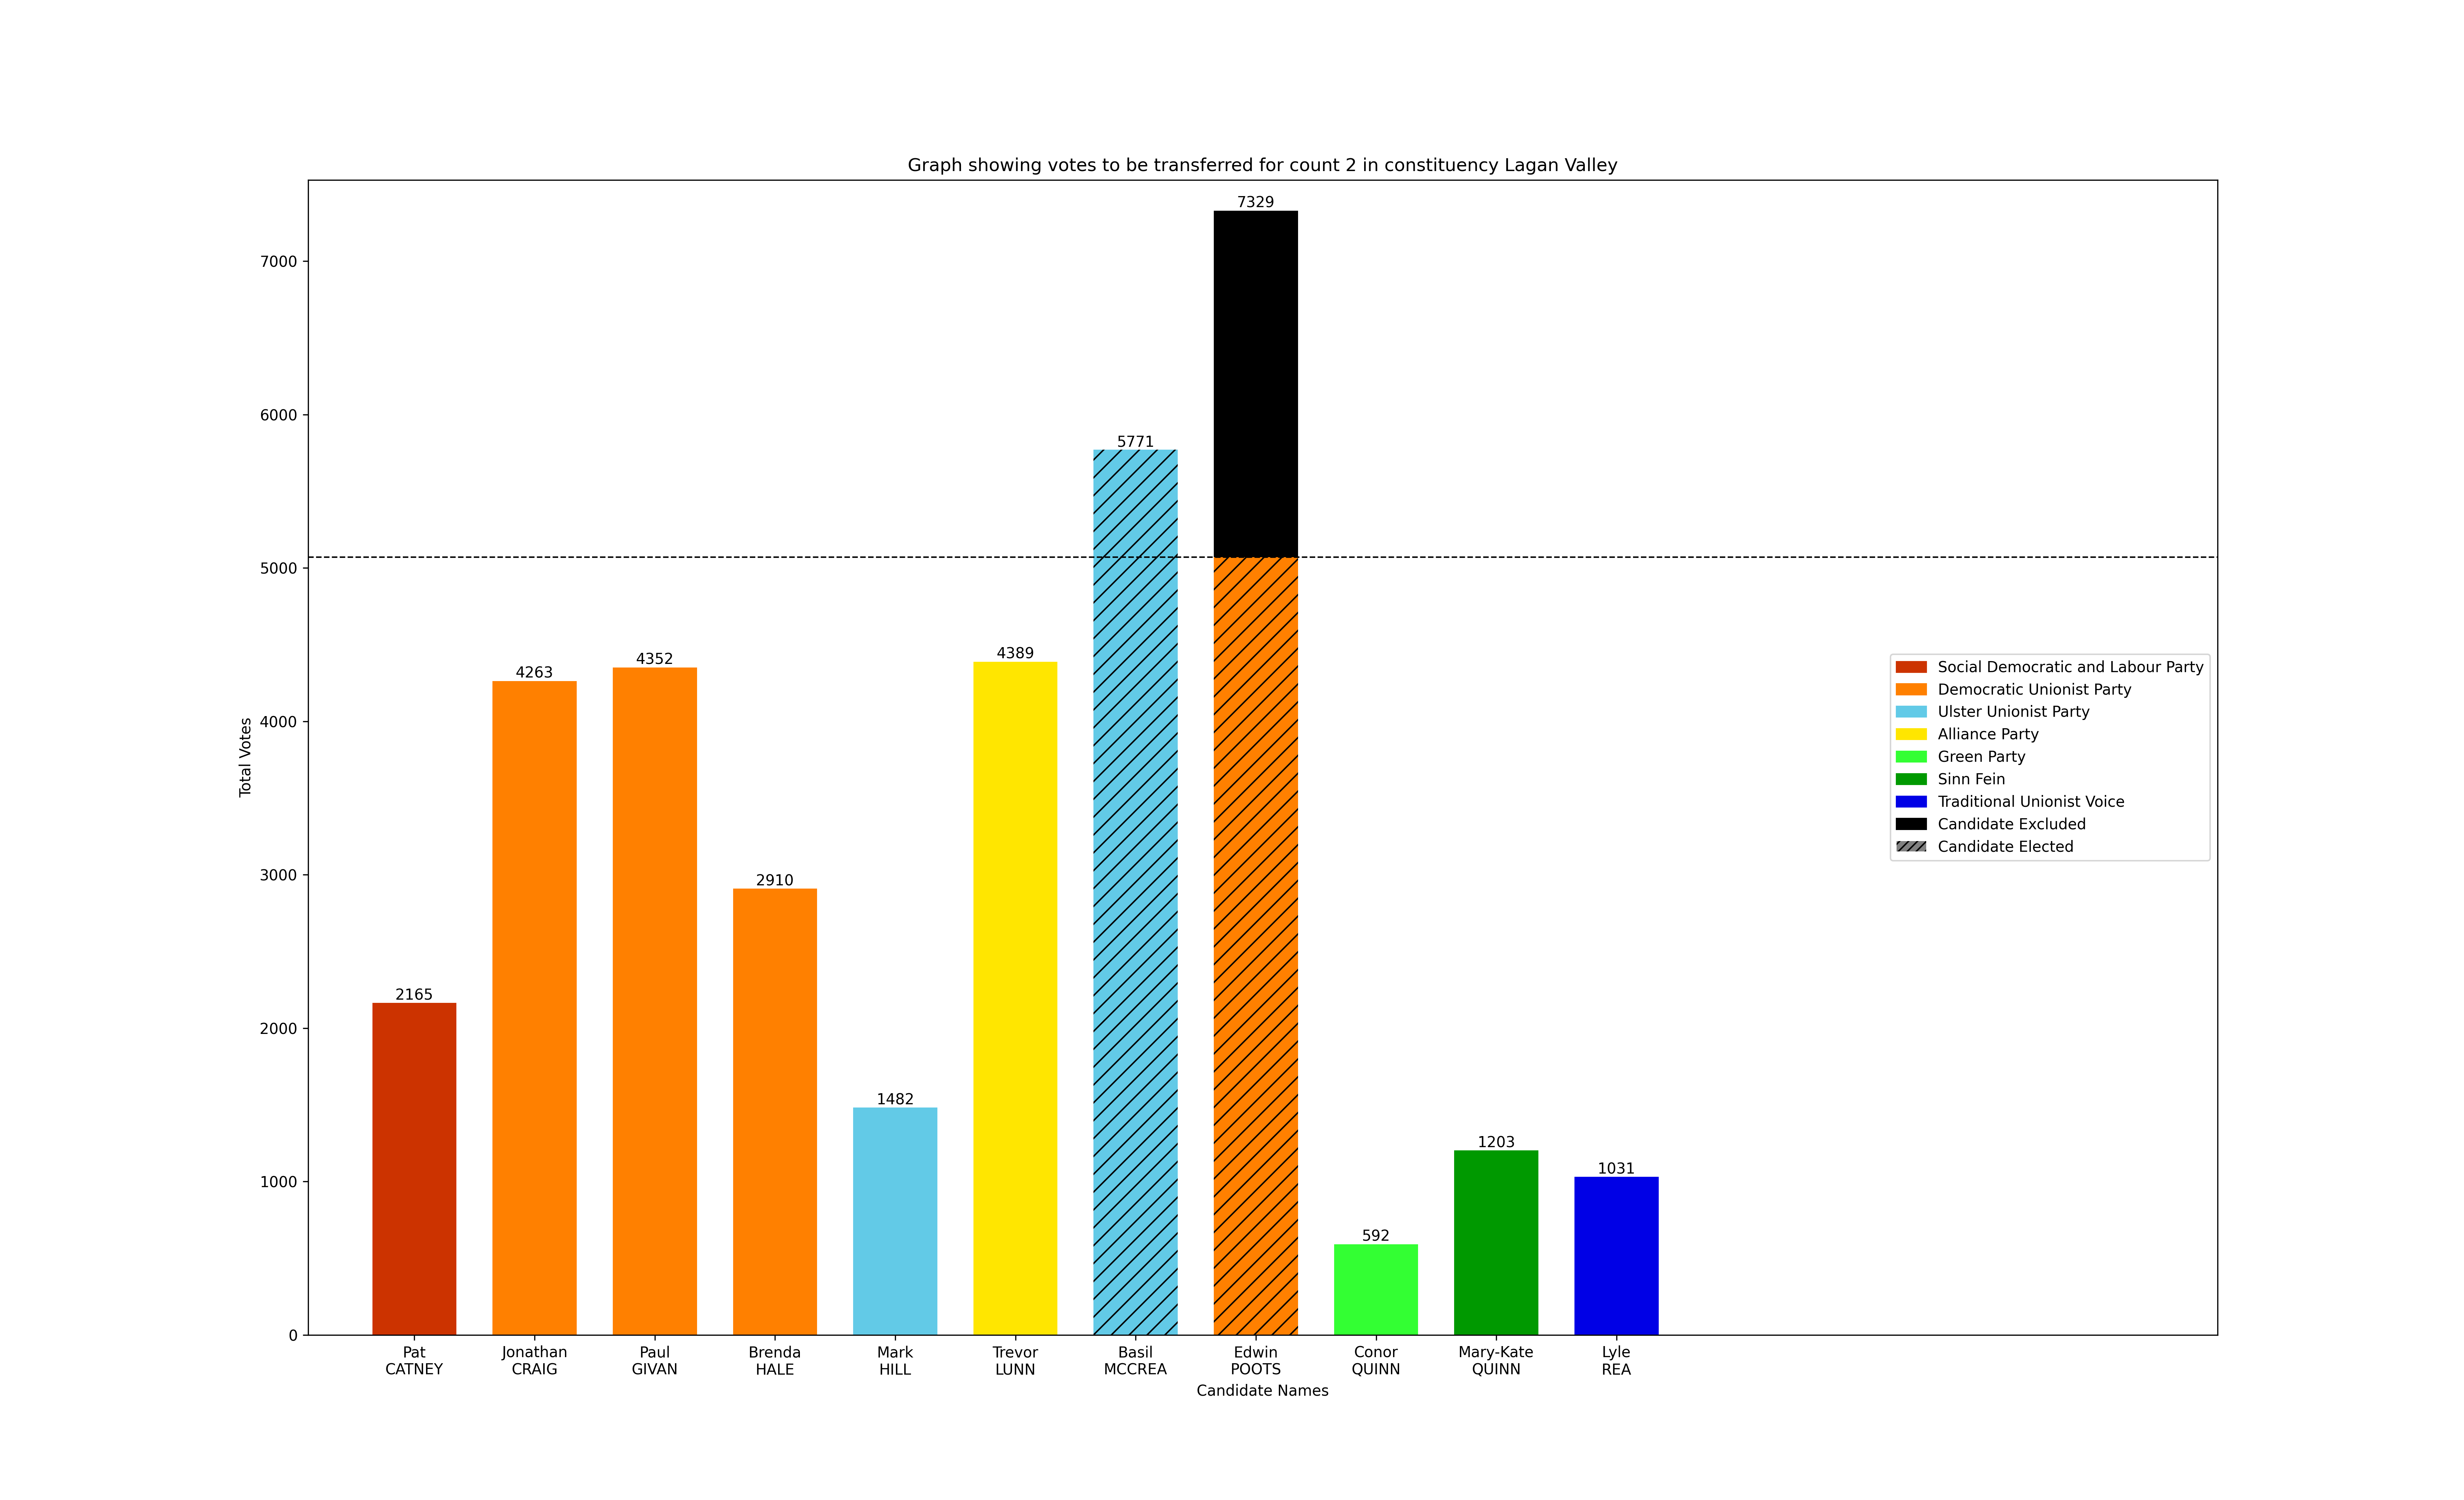 Graph showing votes to be transferred for count 2 in constituency Lagan Valley
7329
7000
6000
5771
5000
4389
4352
4263
Social Democratic and Labour Party
Democratic Unionist Party
Ulster Unionist Party
Alliance Party
Green Party
Sinn Fein
Traditional Unionist Voice
Candidate Excluded
Candidate Elected
Total Votes
4000
3000
2910
2165
2000
1482
1203
1031
1000
592
0
Pat CATNEY
Jonathan CRAIG
Paul GIVAN
Brenda HALE
Mark HILL
Trevor LUNN
Basil MCCREA
Edwin POOTS
Conor QUINN
Mary-Kate QUINN
Lyle REA
Candidate Names